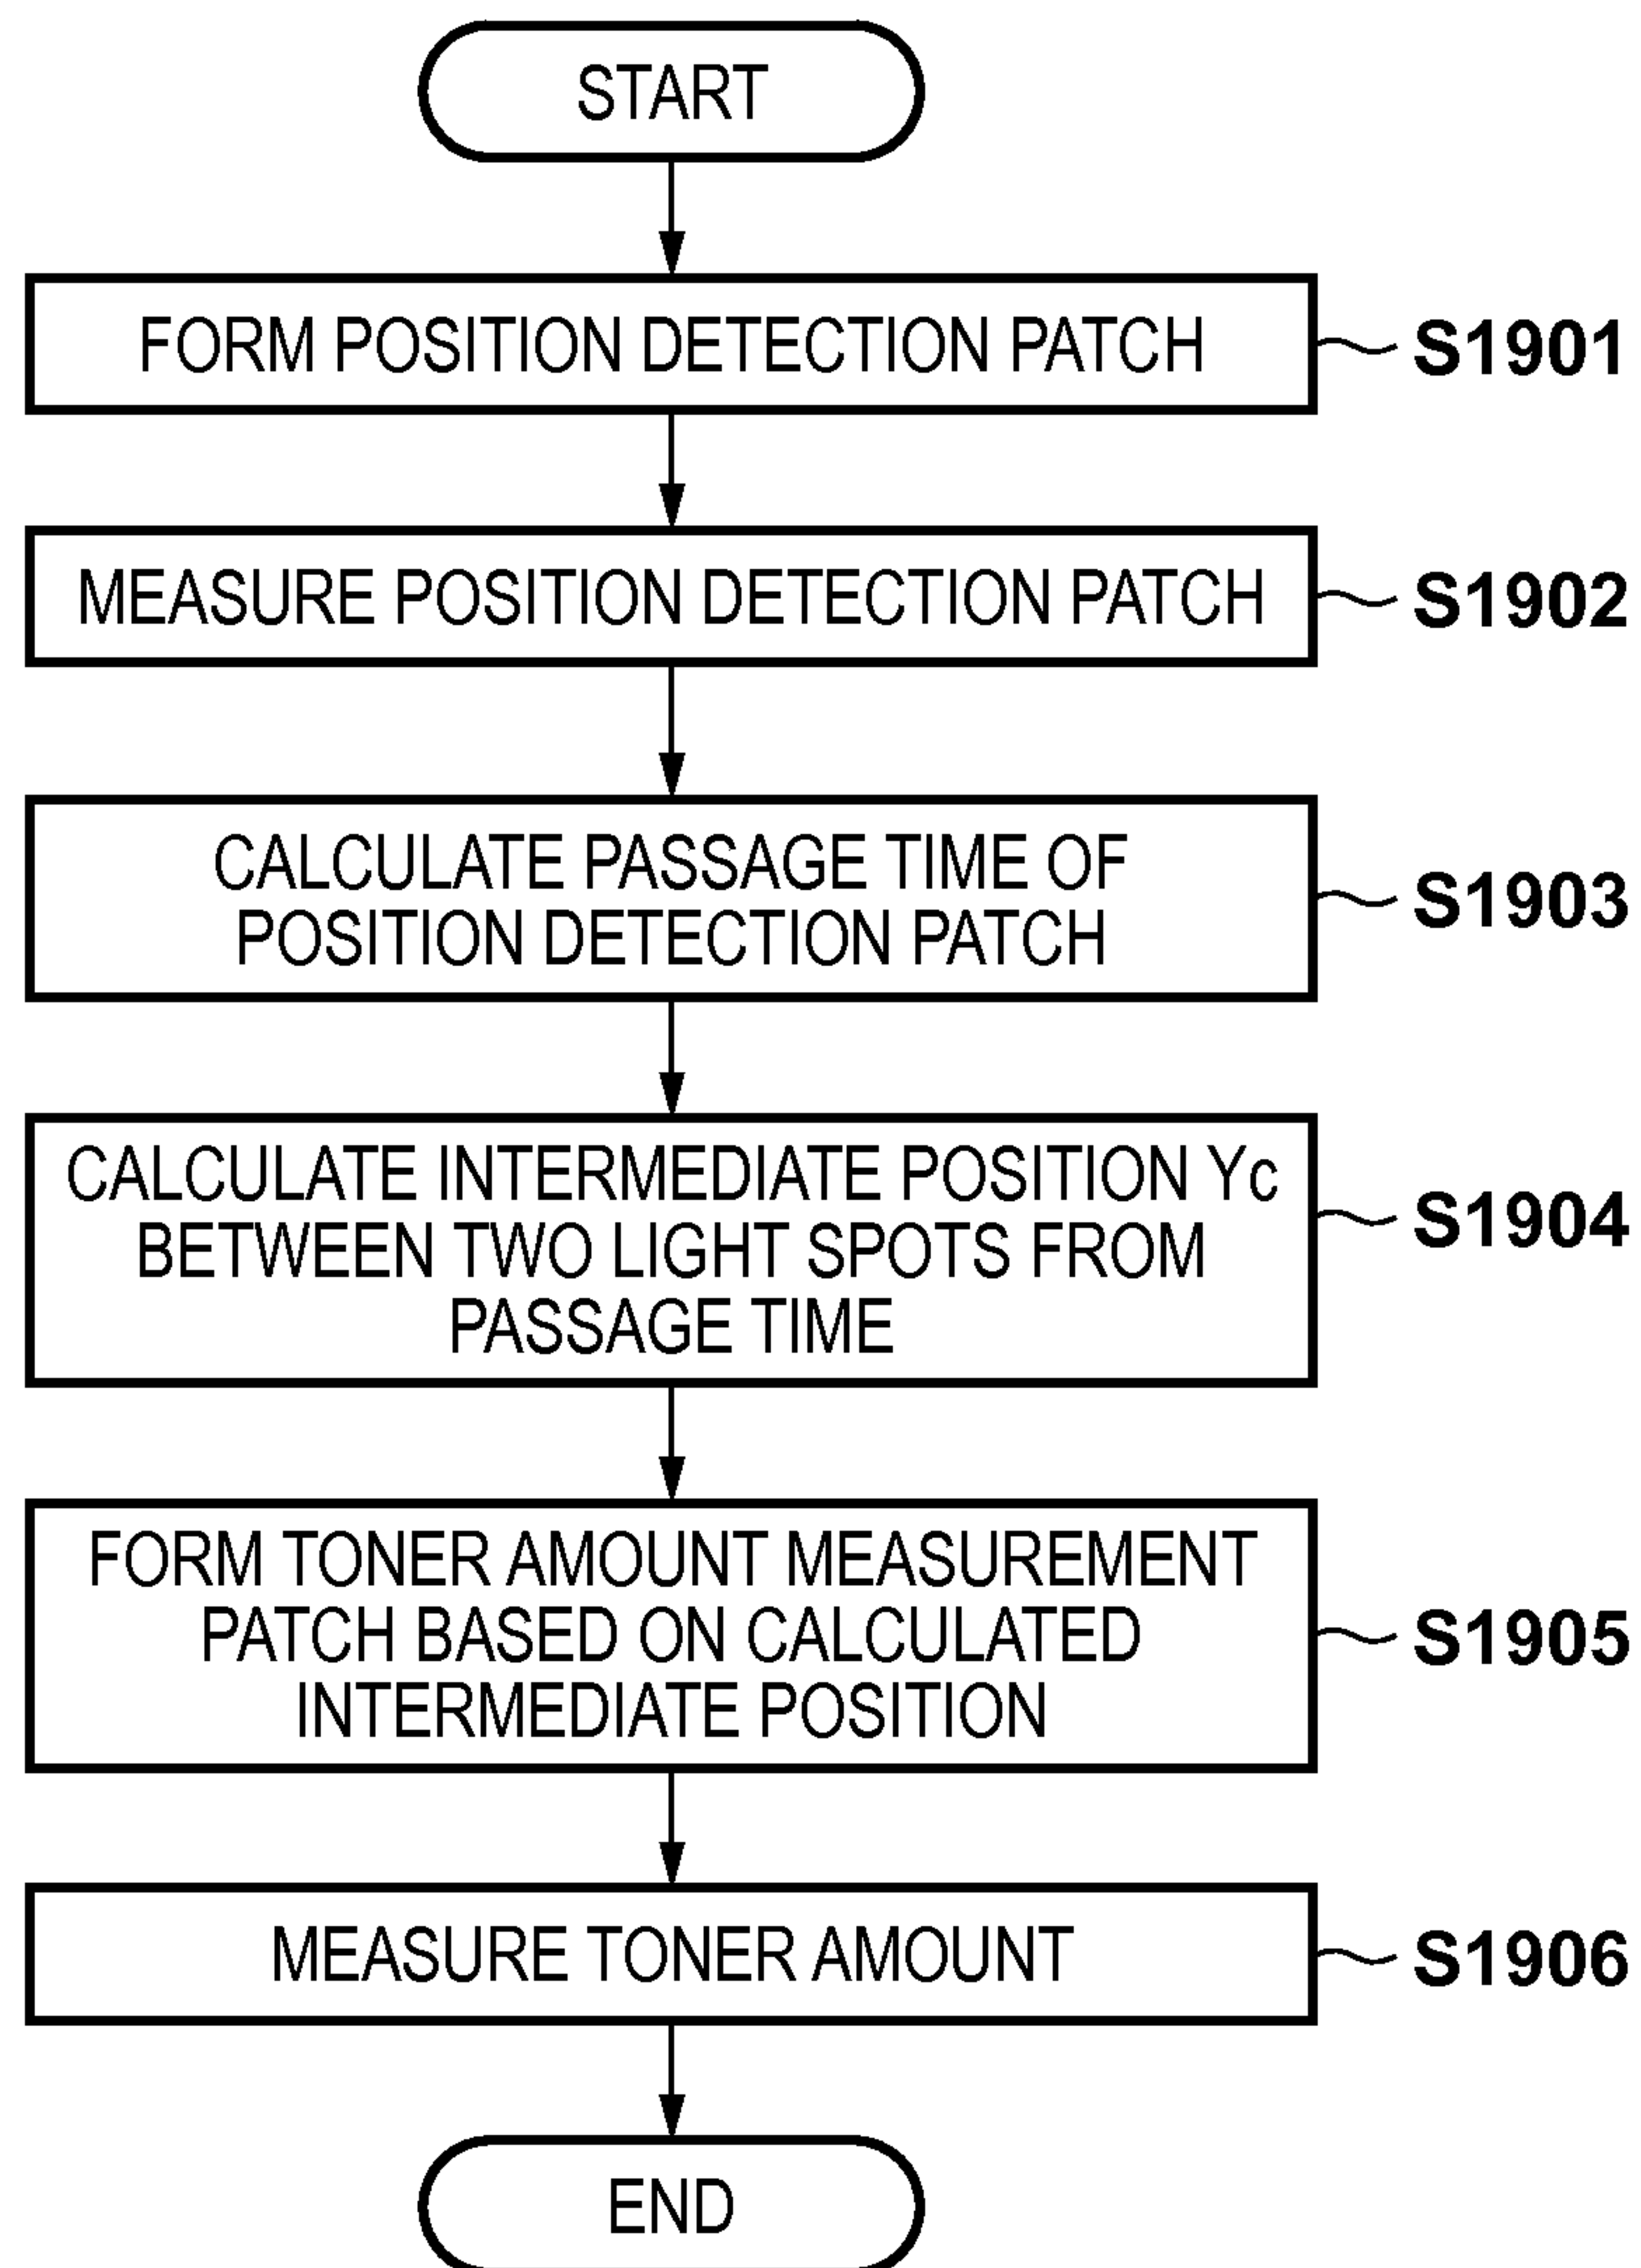 START
FORM POSITION DETECTION PATCH
S1901
MEASURE POSITION DETECTION PATCH
S1902
CALCULATE PASSAGE TIME OF
POSITION DETECTION PATCH
S1903
CALCULATE INTERMEDIATE POSITION Yc
BETWEEN TWO LIGHT SPOTS FROM
PASSAGE TIME
S1904
FORM TONER AMOUNT MEASUREMENT
PATCH BASED ON CALCULATED
INTERMEDIATE POSITION
S1905
MEASURE TONER AMOUNT
S1906
END